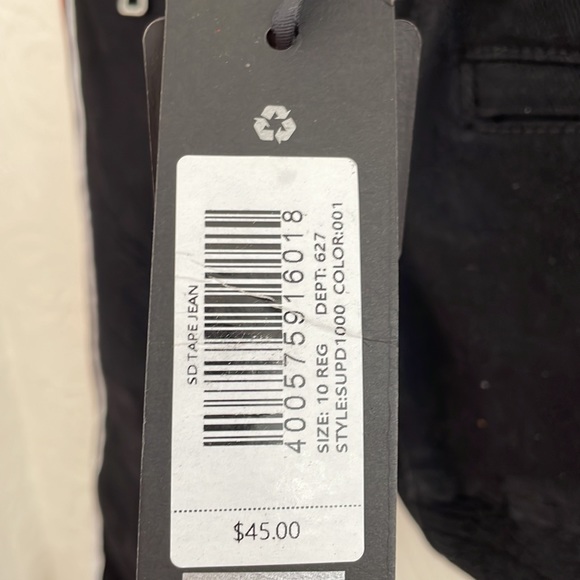 SD TAPE JEAN
400575916018
SIZE: 10 REG DEPT: 627
STYLE:SUPD1000 COLOR:001
$45.00